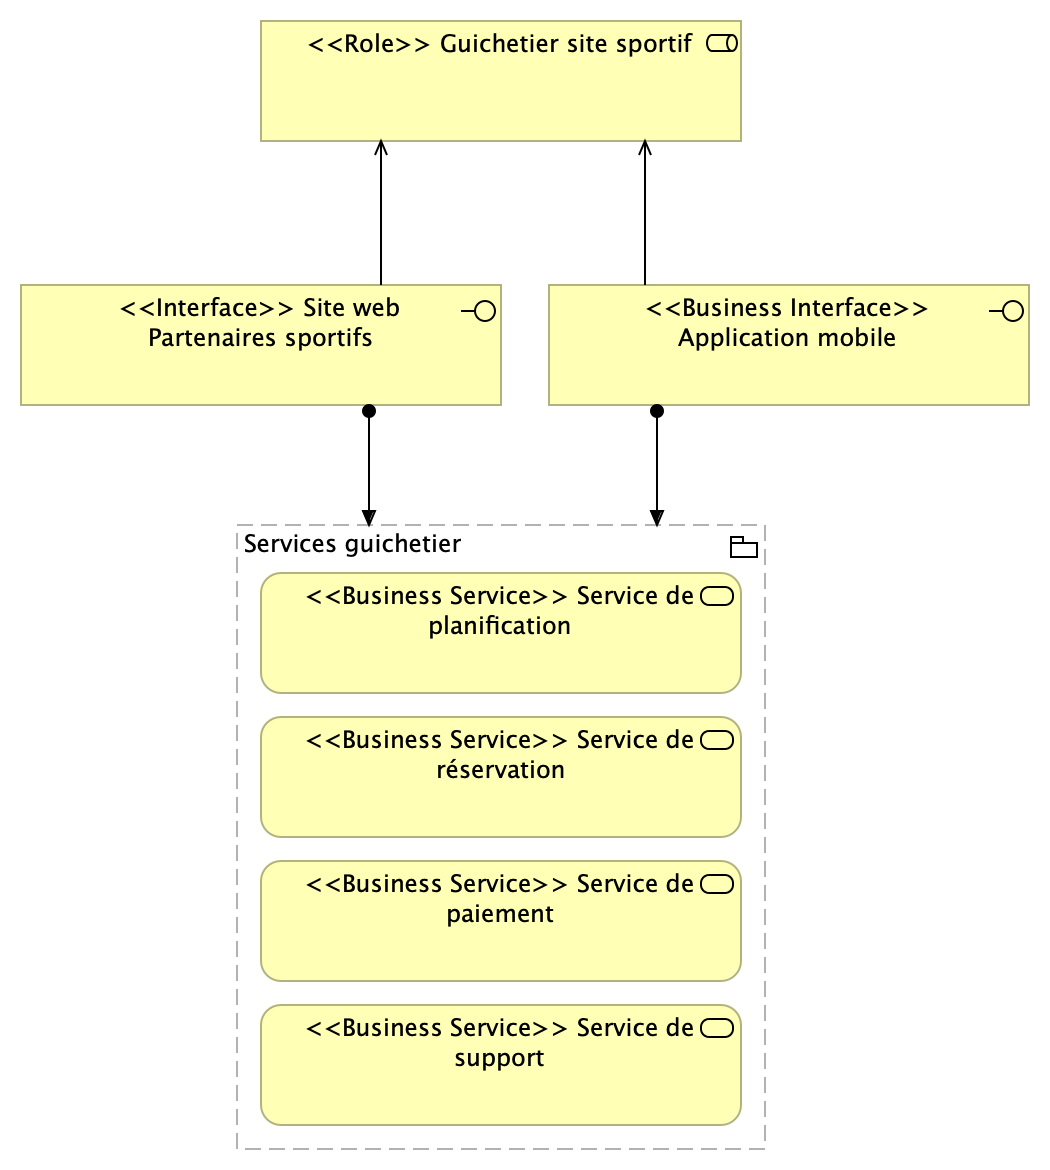 <<Role>> Guichetier site sportif
<<Interface>> Site web
Partenaires sportifs
<<Business Interface>>
Application mobile
Services guichetier
<<Business Service>> Service de
planification
<<Business Service>> Service de
réservation
<<Business Service>> Service de
paiement
<<Business Service>> Service de
support